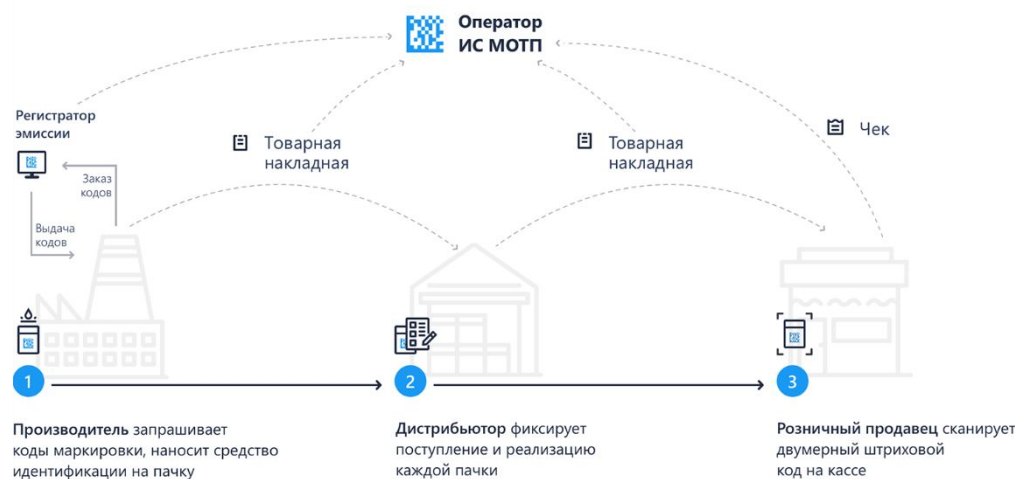 Оператор
ИС МОТП
Регистратор
эмиссии
Заказ
кодов
Выдача
кодов
Товарная
накладная
Товарная
накладная
Чек
1
2
3
Производитель запрашивает
коды маркировки, наносит средство
идентификации на пачку
Дистрибьютор фиксирует
поступление и реализацию
каждой пачки
Розничный продавец сканирует
двумерный штриховой
код на кассе